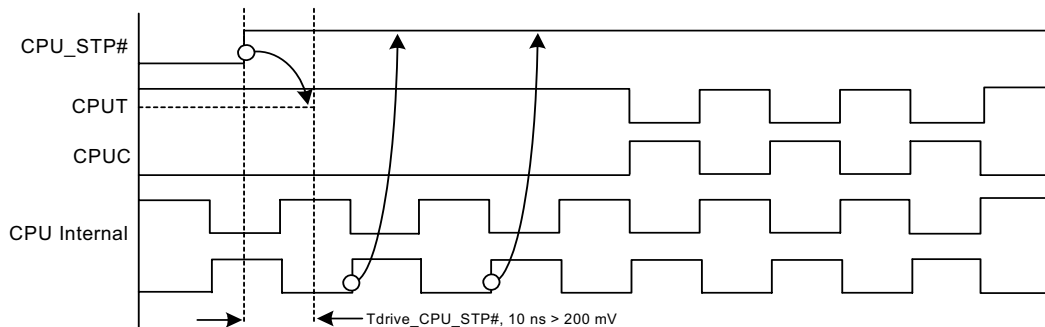 CPU_STP#
CPUT
CPUC
CPU Internal
Tdrive_CPU_STP#, 10 ns > 200 mV